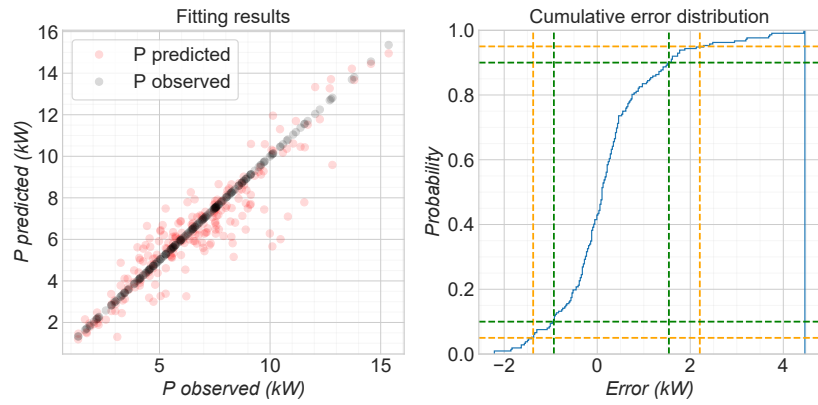 Fitting results
P predicted
P observed
P predicted (kW)
16
14
12
10
8
6
4
2
5
10
15
P observed (kW)
Cumulative error distribution
Probability
1.0
0.8
0.6
0.4
0.2
0.0
−2
0
2
4
Error (kW)